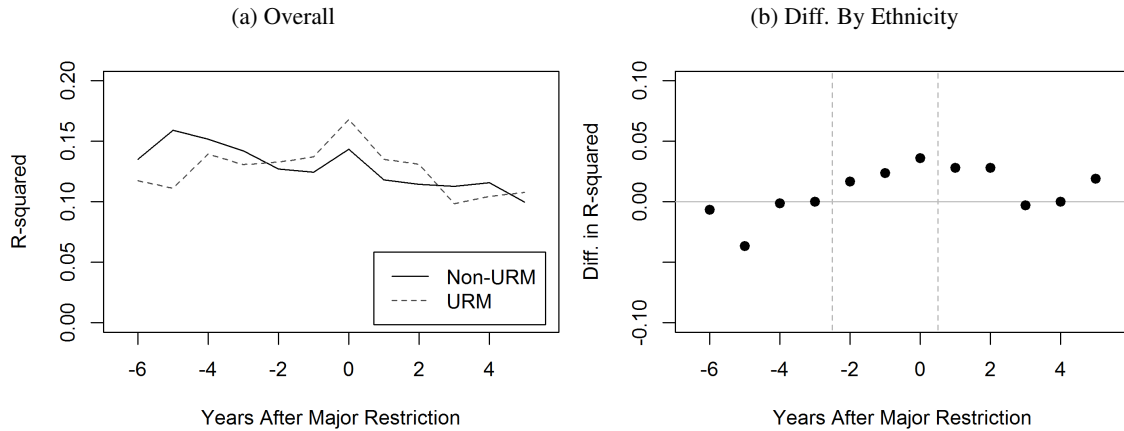 (a) Overall
R-squared
0.20
0.15
0.10
0.05
0.00
Non-URM
URM
-6 -4 -2 0 2 4
Years After Major Restriction
(b) Diff. By Ethnicity
Diff. in R-squared
0.10
0.05
0.00
-0.10
-6 -4 -2 0 2 4
Years After Major Restriction